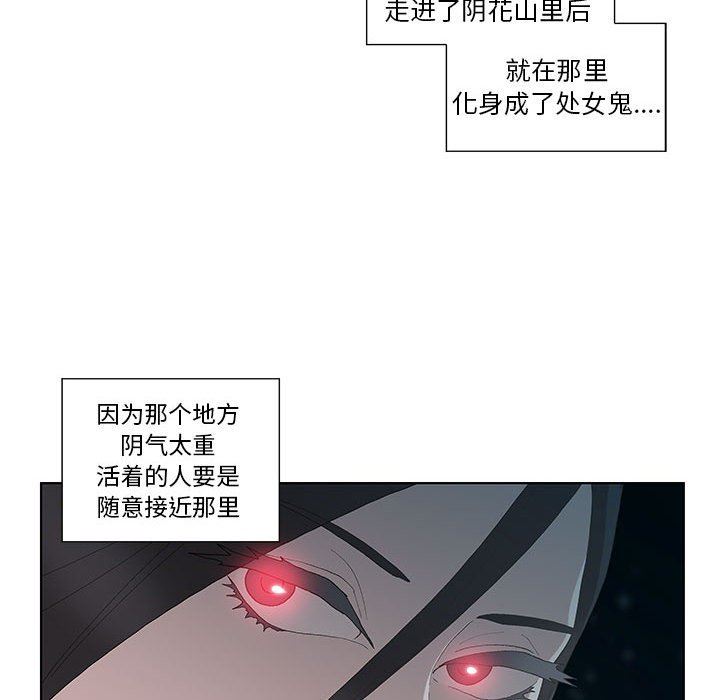 走进了阴花山里后
就在那里
化身成了处女鬼....
因为那个地方
阴气太重
活着的人要是
随意接近那里